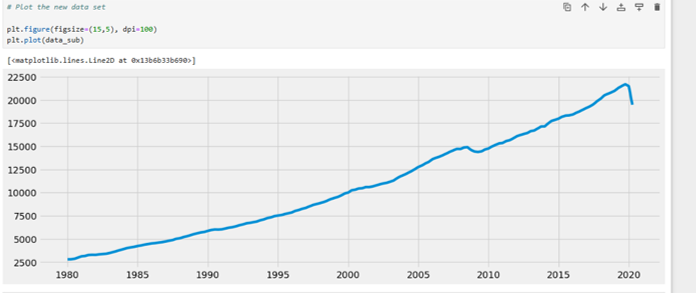 # Plot the new data set
plt.figure(figsize=(15,5), dpi=100)
plt.plot(data_sub)
[<matplotlib.lines.Line2D at 0x13b6b33b690>]
22500
20000
17500
15000
12500
10000
7500
5000
2500
1980 1985 1990 1995 2000 2005 2010 2015 2020